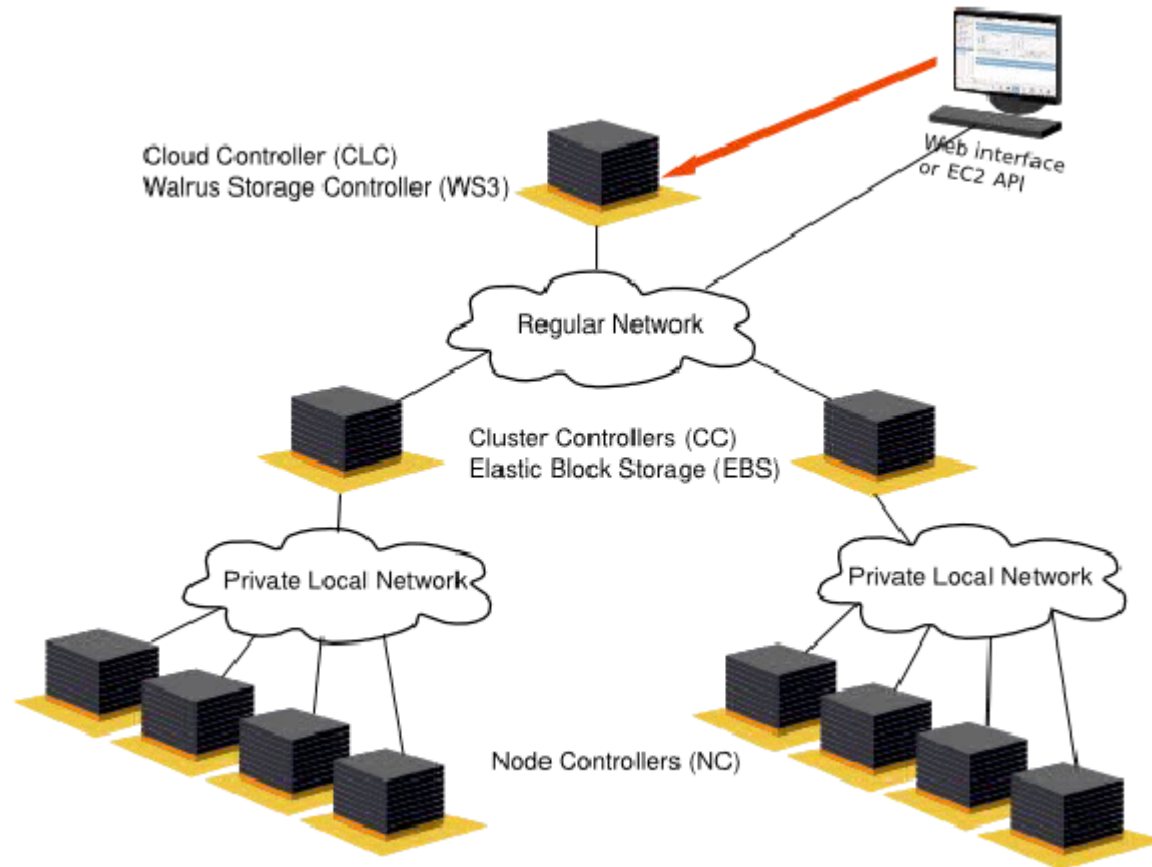 Web interface
or EC2 API
Cloud Controller (CLC)
Walrus Storage Controller (WS3)
Regular Network
Cluster Controllers (CC)
Elastic Block Storage (EBS)
Private Local Network
Private Local Network
Node Controllers (NC)